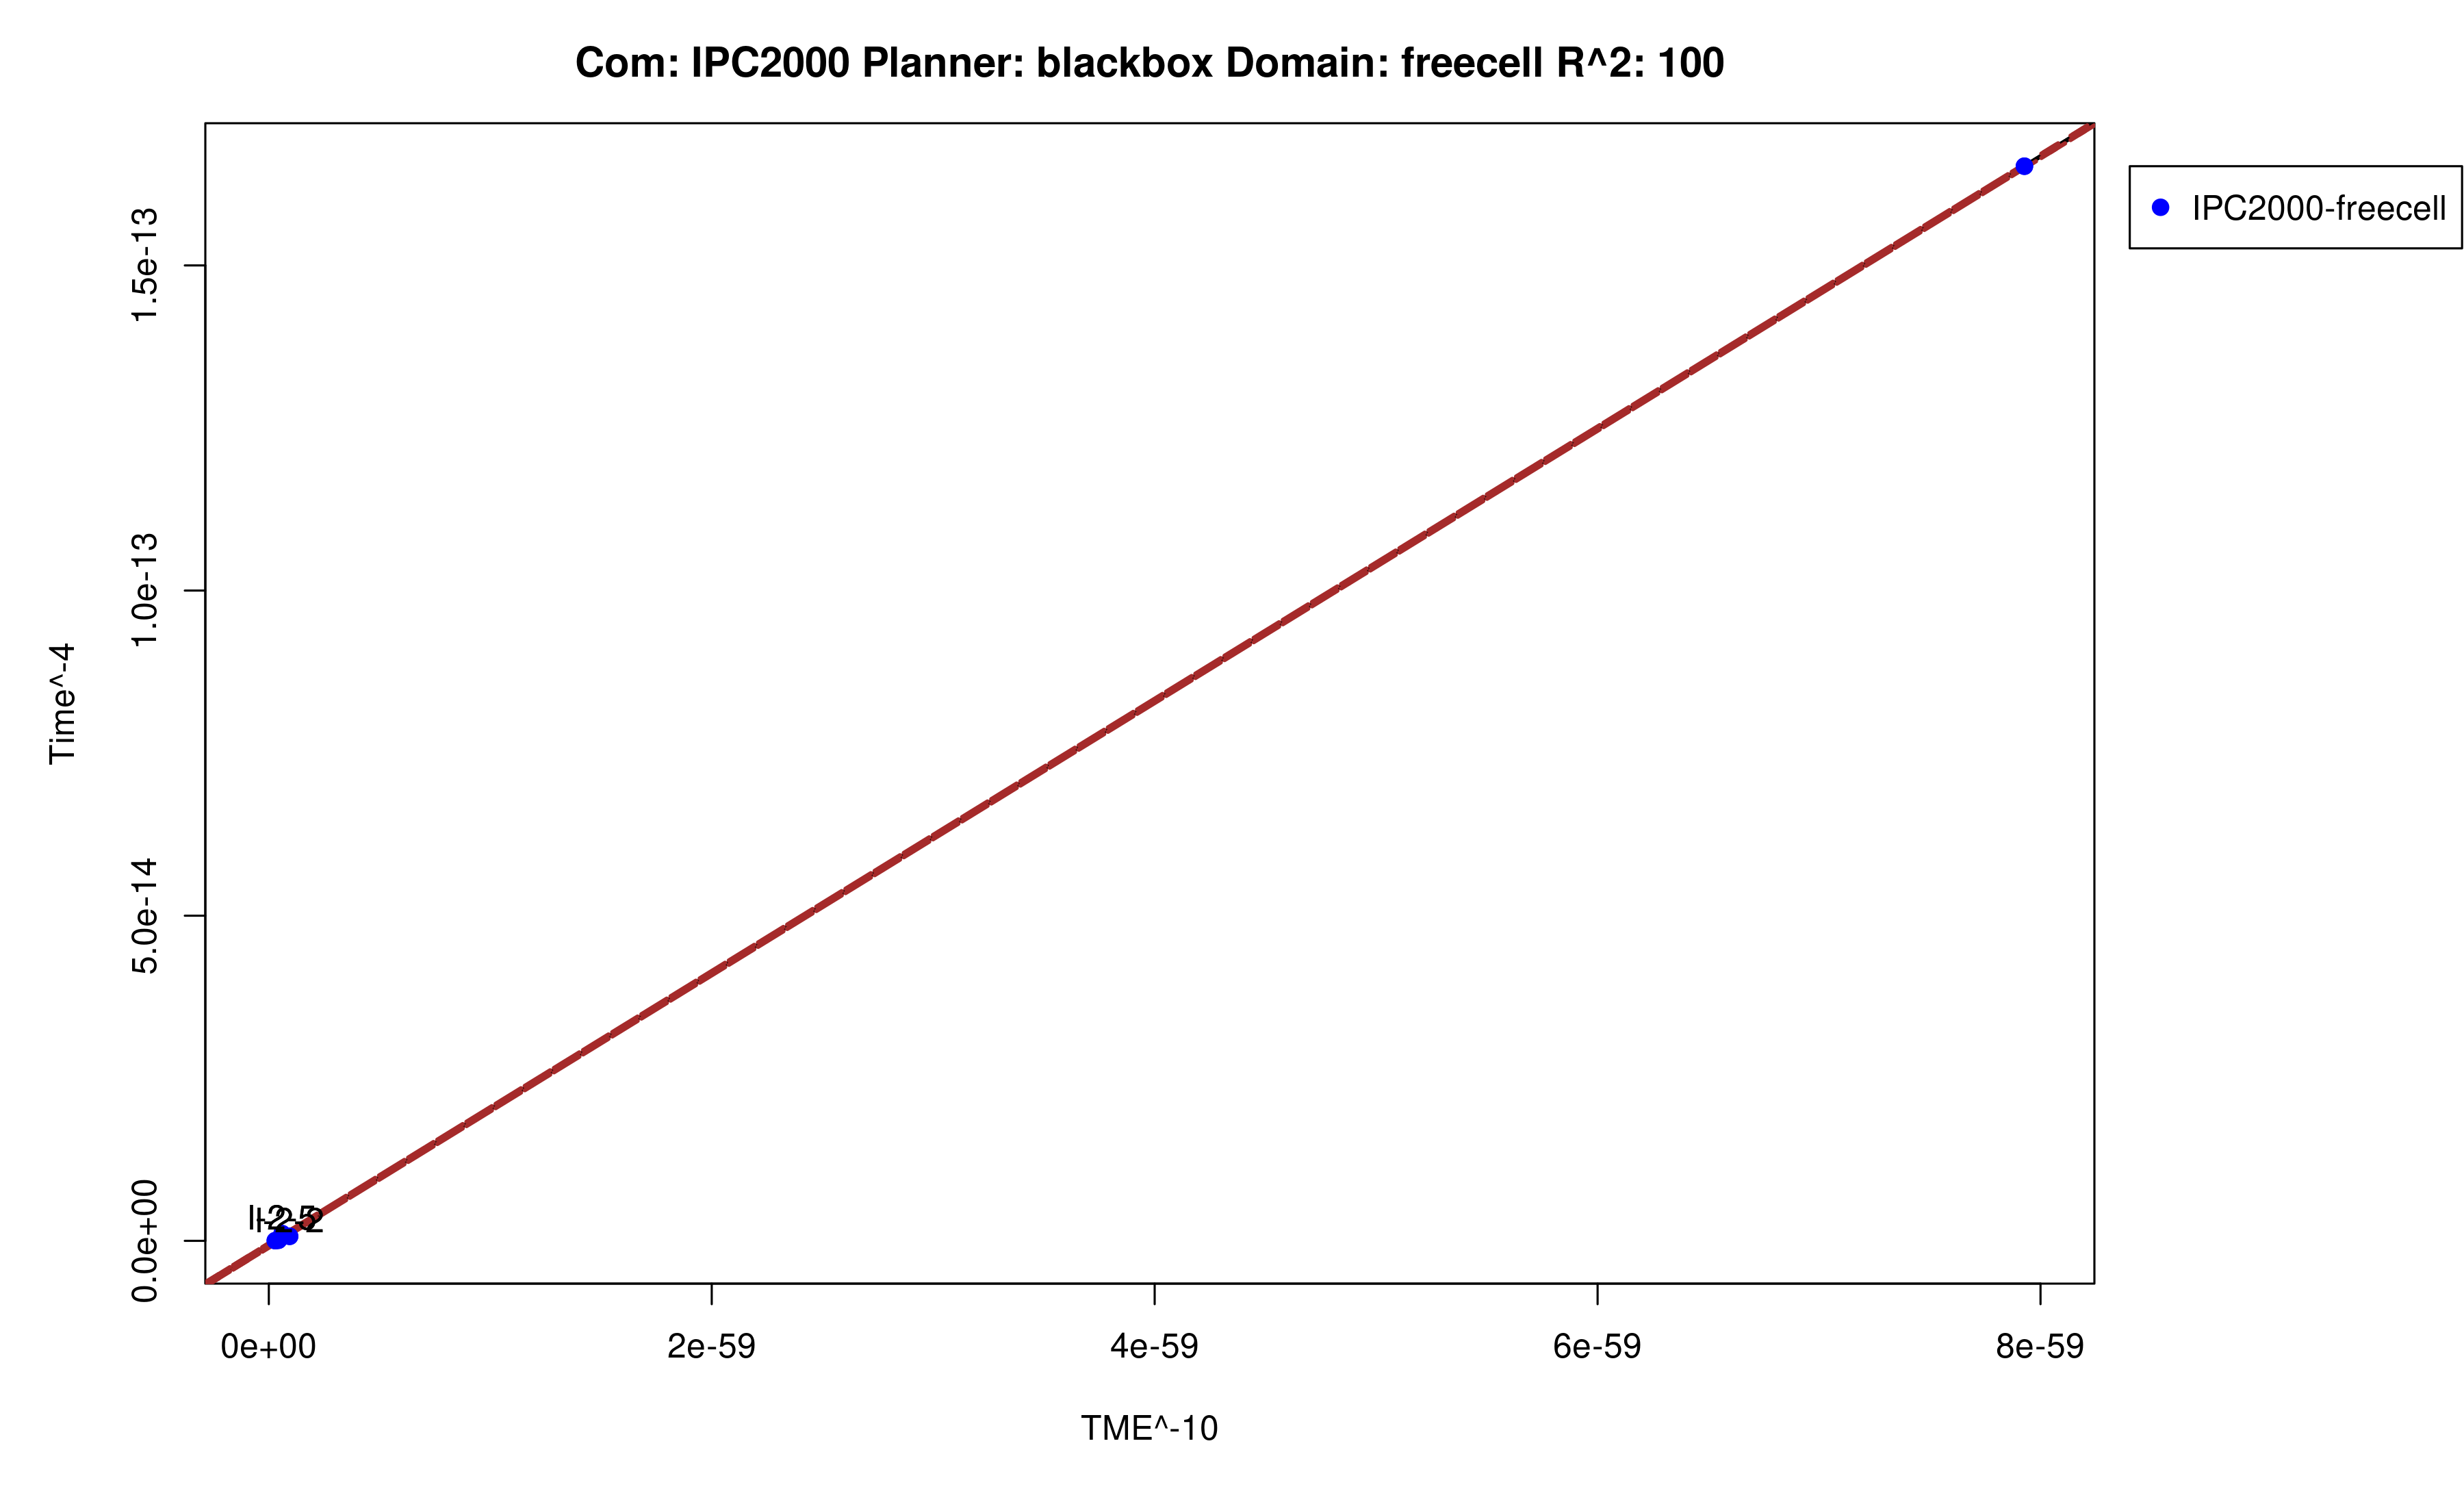 Com: IPC2000 Planner: blackbox Domain: freecell R^2: 100
IPC2000-freecell
Time^-4
1.5e-13
1.0e-13
5.0e-14
0.0e+00
0e+00
2e-59
4e-59
6e-59
8e-59
TME^-10